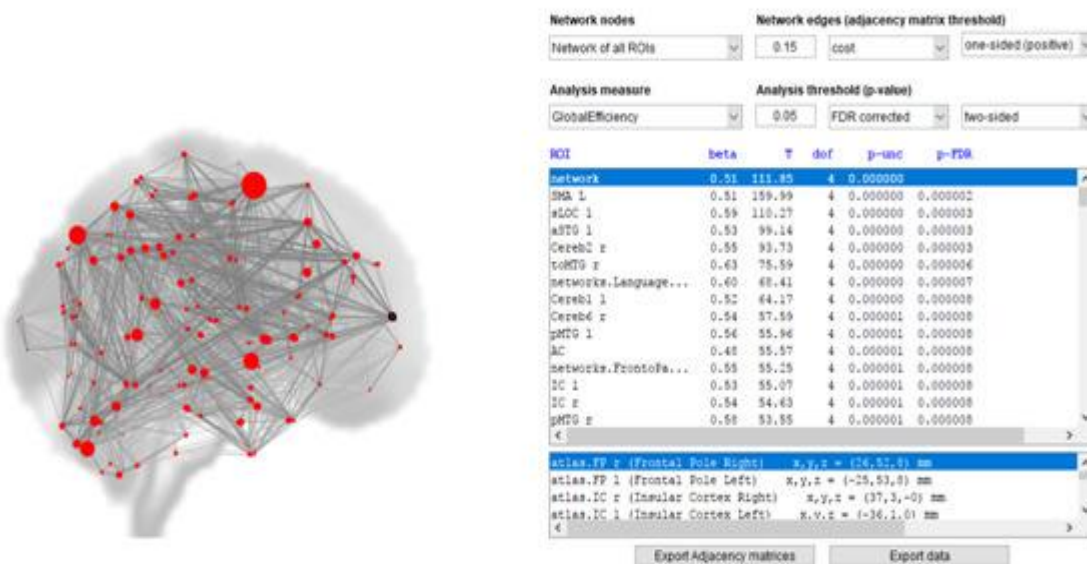 Network nodes Network edges (adjacency matrix threshold)
Network of all ROIs 0.15 cost one-sided (positive)
Analysis measure Analysis threshold (p-value)
GlobalEfficiency 0.05 FDR corrected two-sided
ROI beta T dof p-unc p-FDR
network 0.51 111.85 4 0.000000
SMA L 0.51 159.99 4 0.000000 0.000002
sLOC l 0.59 110.27 4 0.000000 0.000003
aSTG l 0.53 99.14 4 0.000000 0.000003
Cereb2 r 0.55 93.73 4 0.000000 0.000003
toMTG r 0.63 75.59 4 0.000000 0.000006
networks.Language... 0.60 68.41 4 0.000000 0.000007
Cereb1 l 0.52 64.17 4 0.000000 0.000008
Cereb6 r 0.54 57.59 4 0.000001 0.000008
pMTG l 0.56 55.96 4 0.000001 0.000008
AC 0.48 55.57 4 0.000001 0.000008
networks.FrontoPa... 0.55 55.25 4 0.000001 0.000008
IC l 0.53 55.07 4 0.000001 0.000008
IC r 0.54 54.63 4 0.000001 0.000008
pMTG r 0.58 53.55 4 0.000001 0.000008
atlas.FP r (Frontal Pole Right) x,y,z = (26,52,8) mm
atlas.FP l (Frontal Pole Left) x,y,z = (-25,53,8) mm
atlas.IC r (Insular Cortex Right) x,y,z = (37,3,-0) mm
atlas.IC l (Insular Cortex Left) x,y,z = (-36,1,0) mm
Export Adjacency matrices Export data